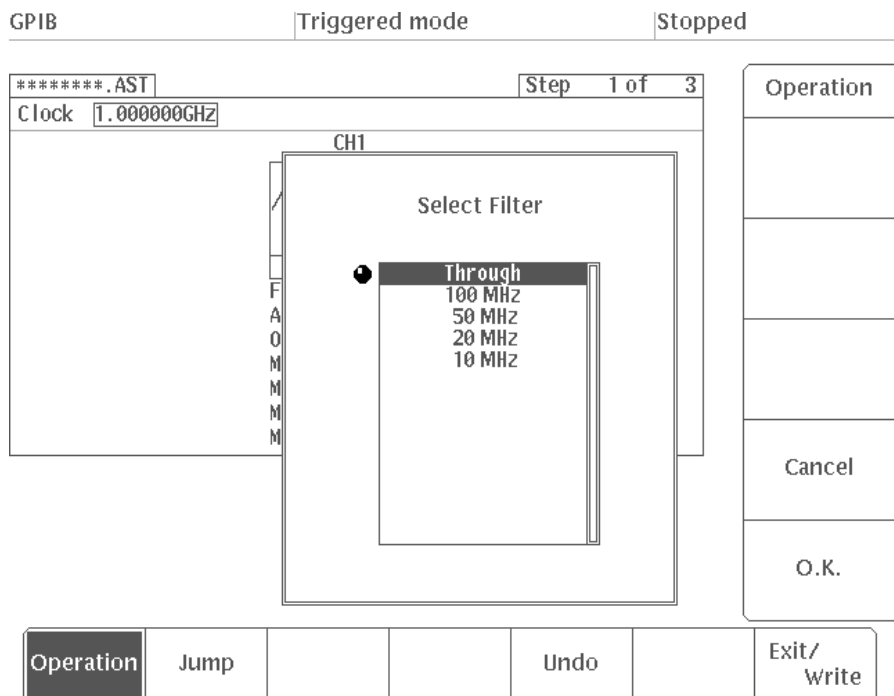 GPIB Triggered mode Stopped
********.AST Step 1 of 3
Clock 1.000000GHz
CH1
Select Filter
Through
100 MHz
50 MHz
20 MHz
10 MHz
F
A
O
M
M
M
M
Operation
Cancel
O.K.
Operation Jump Undo Exit/
Write